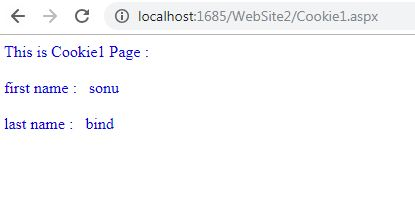 localhost:1685/WebSite2/Cookie1.aspx
This is Cookie1 Page :
first name : sonu
last name : bind